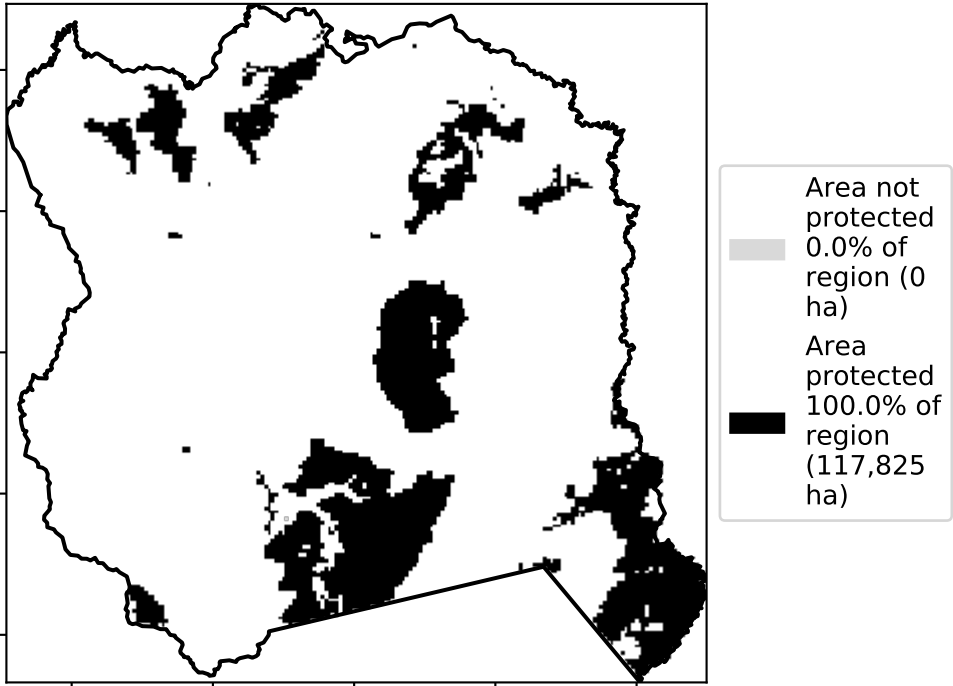 Area not
protected
0.0% of
region (0
ha)
Area
protected
100.0% of
region
(117,825
ha)